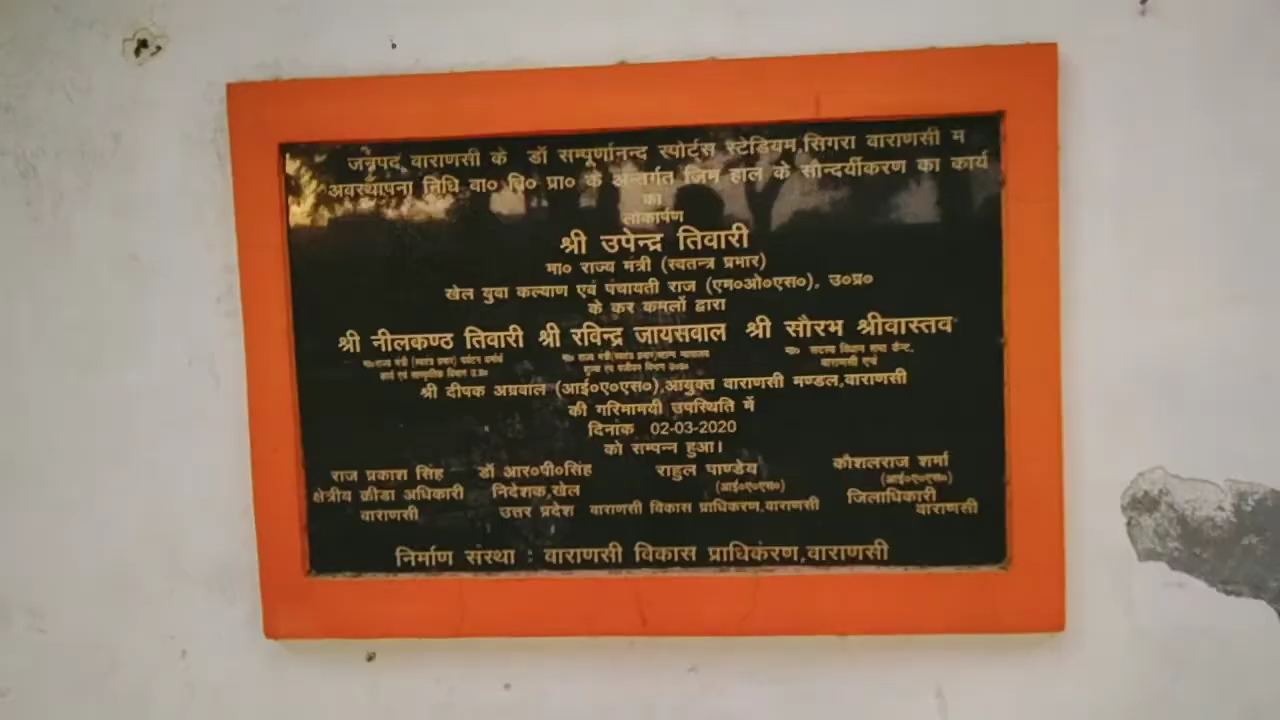 जनपद वाराणसी के डॉ सम्पूर्णानन्द स्पोर्ट्स स्टेडियम,सिगरा वाराणसी म
अवस्थापना निधि वा० वि० प्रा० के अन्तर्गत जिम हाल के सौन्दर्यीकरण का कार्य
का
लोकार्पण
श्री उपेन्द्र तिवारी
मा० राज्य मंत्री (स्वतन्त्र प्रभार)
खेल युवा कल्याण एवं पंचायती राज (एम०ओ०एस०), उ०प्र०
के कर कमलों द्वारा
श्री नीलकण्ठ तिवारी श्री रविन्द्र जायसवाल श्री सौरभ श्रीवास्तव
श्री दीपक अग्रवाल (आई०ए०एस०),आयुक्त वाराणसी मण्डल,वाराणसी
की गरिमामयी उपस्थिति में
दिनांक 02-03-2020
को सम्पन्न हुआ।
राज प्रकाश सिंह डॉ आर०पी०सिंह राहुल पाण्डेय कौशलराज शर्मा
(आई०ए०एस०) (आई०ए०एस०)
क्षेत्रीय क्रीडा अधिकारी निदेशक,खेल जिलाधिकारी
वाराणसी उत्तर प्रदेश वाराणसी विकास प्राधिकरण,वाराणसी वाराणसी
निर्माण संस्था : वाराणसी विकास प्राधिकंरण,वाराणसी